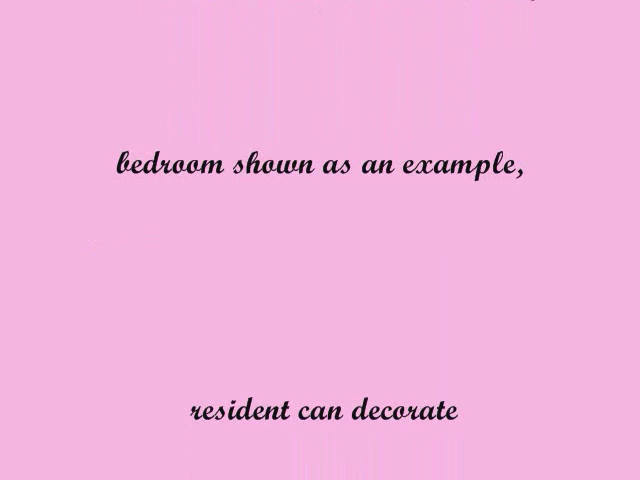 bedroom shown as an example,
resident can decorate